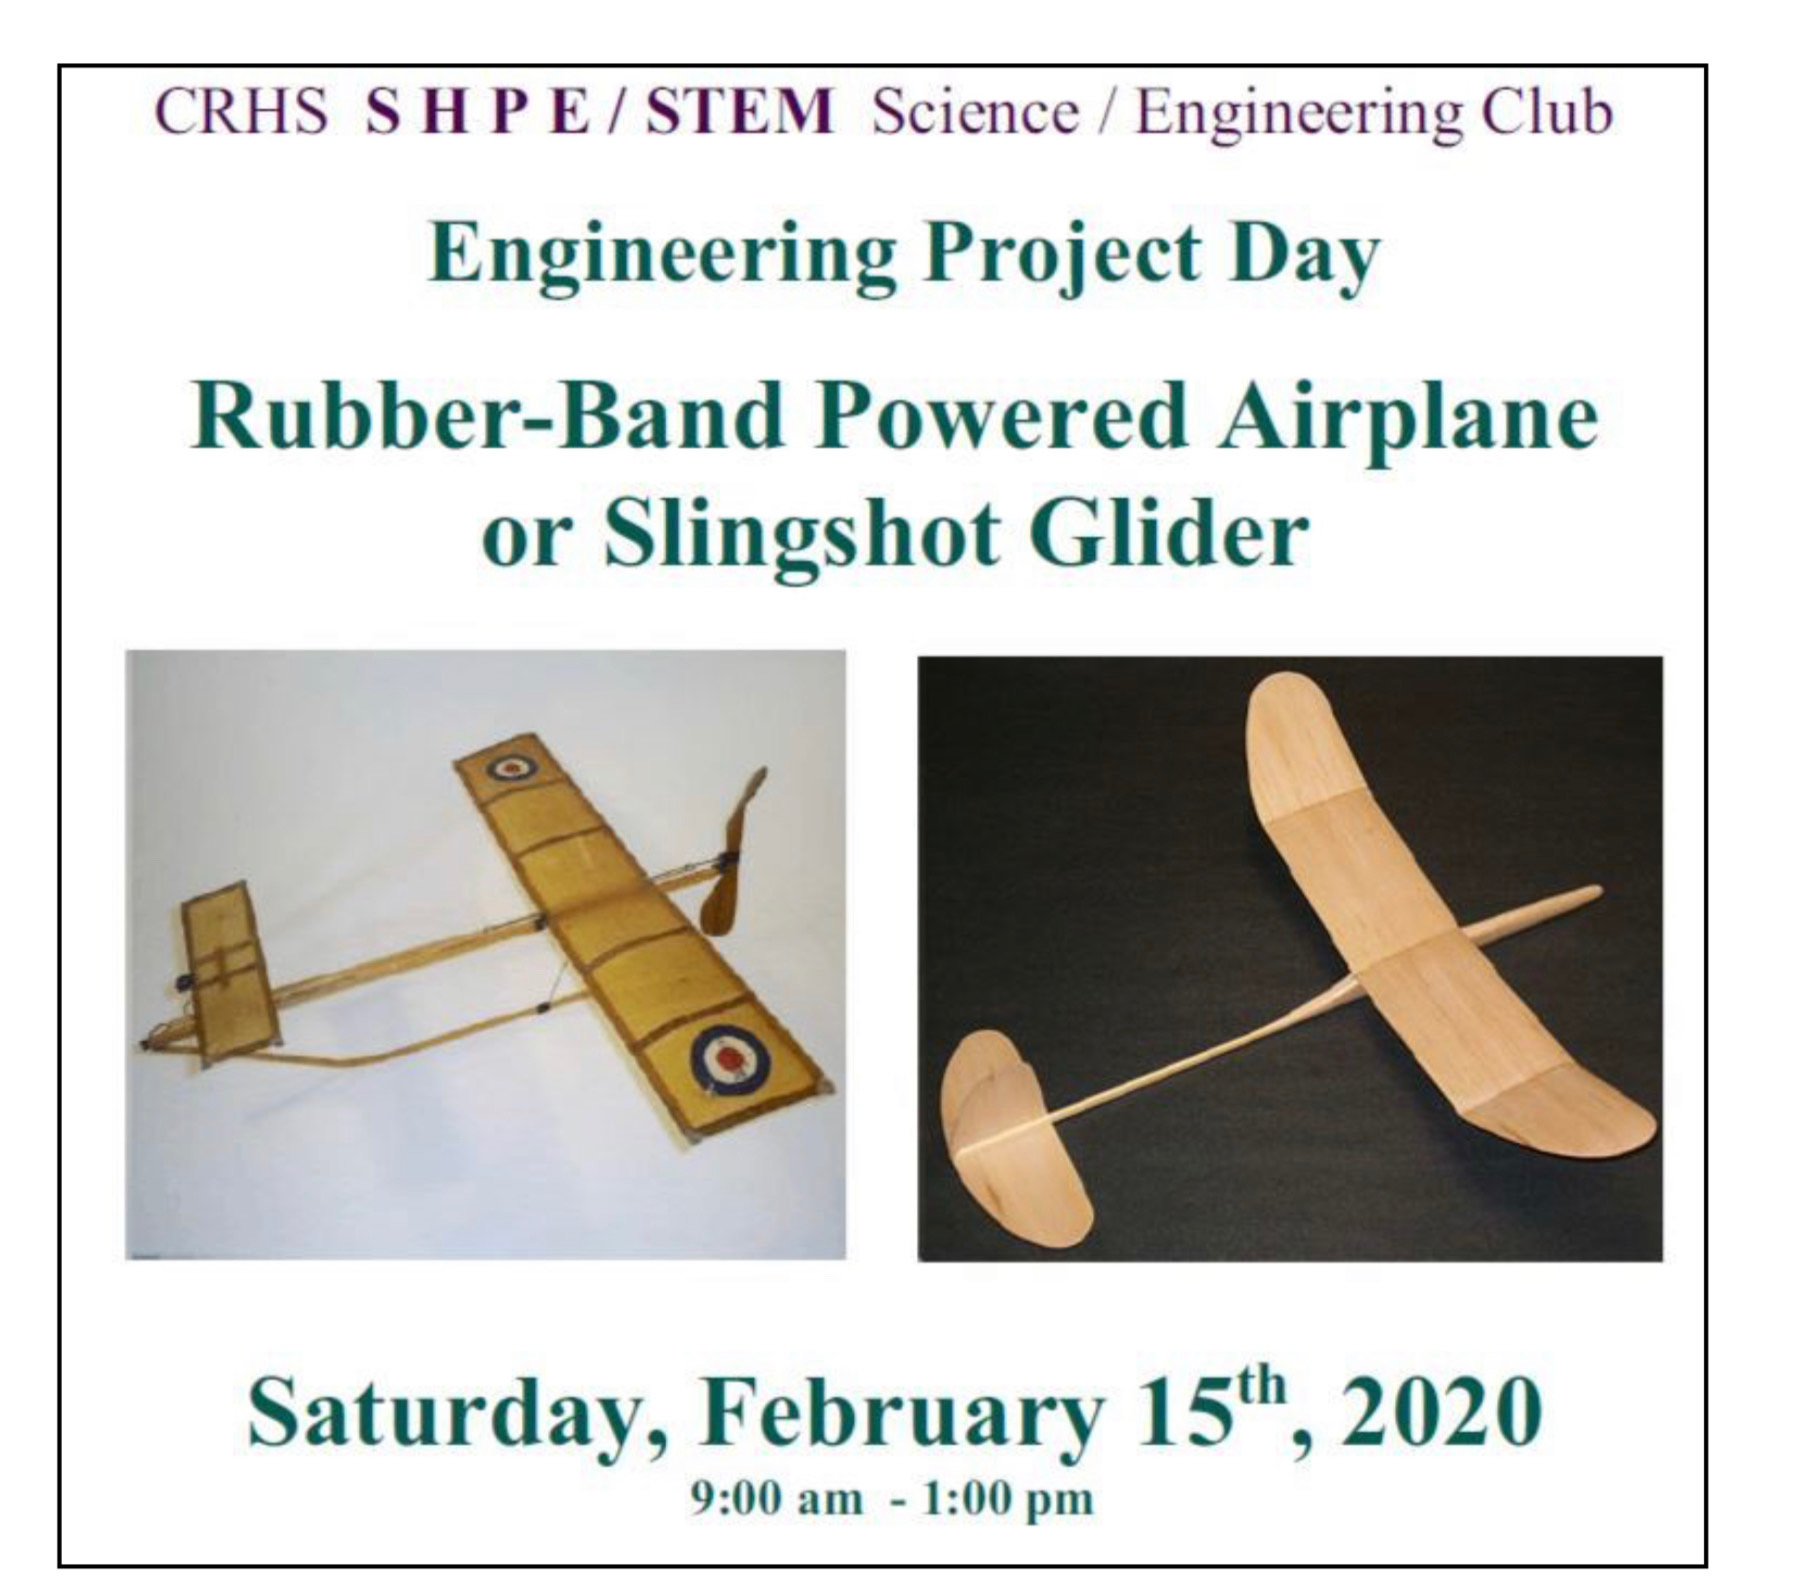 CRHS S H P E / STEM Science / Engineering Club
Engineering Project Day
Rubber-Band Powered Airplane
or Slingshot Glider
Saturday, February 15th, 2020
9:00 am - 1:00 pm